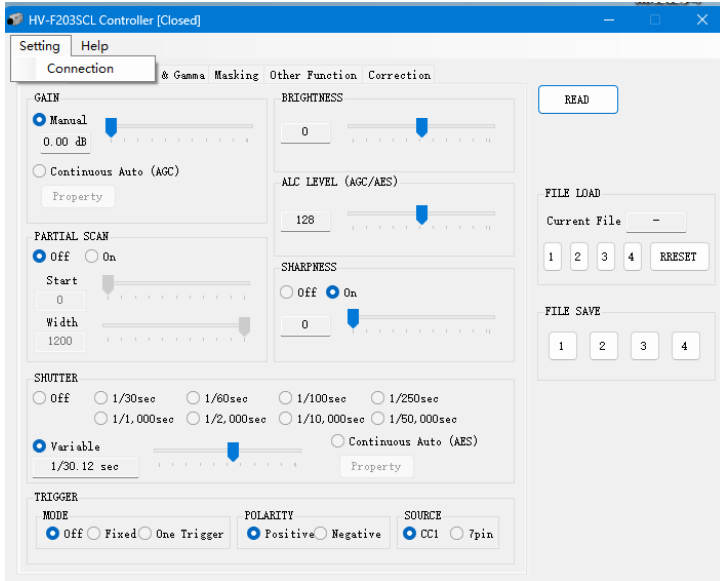 HV-F203SCL Controller [Closed]
Setting Help
Connection
& Gamma Masking Other Function Correction
GAIN
Manual
0.00 dB
Continuous Auto (AGC)
Property
BRIGHTNESS
0
ALC LEVEL (AGC/AES)
128
PARTIAL SCAN
Off On
Start
0
Width
1200
SHARPNESS
Off On
0
SHUTTER
Off 1/30sec 1/60sec 1/100sec 1/250sec
1/1,000sec 1/2,000sec 1/10,000sec 1/50,000sec
Variable
1/30.12 sec
Continuous Auto (AES)
Property
TRIGGER
MODE
Off Fixed One Trigger
POLARITY
Positive Negative
SOURCE
CC1 7pin
READ
FILE LOAD
Current File -
1 2 3 4 RRESET
FILE SAVE
1 2 3 4